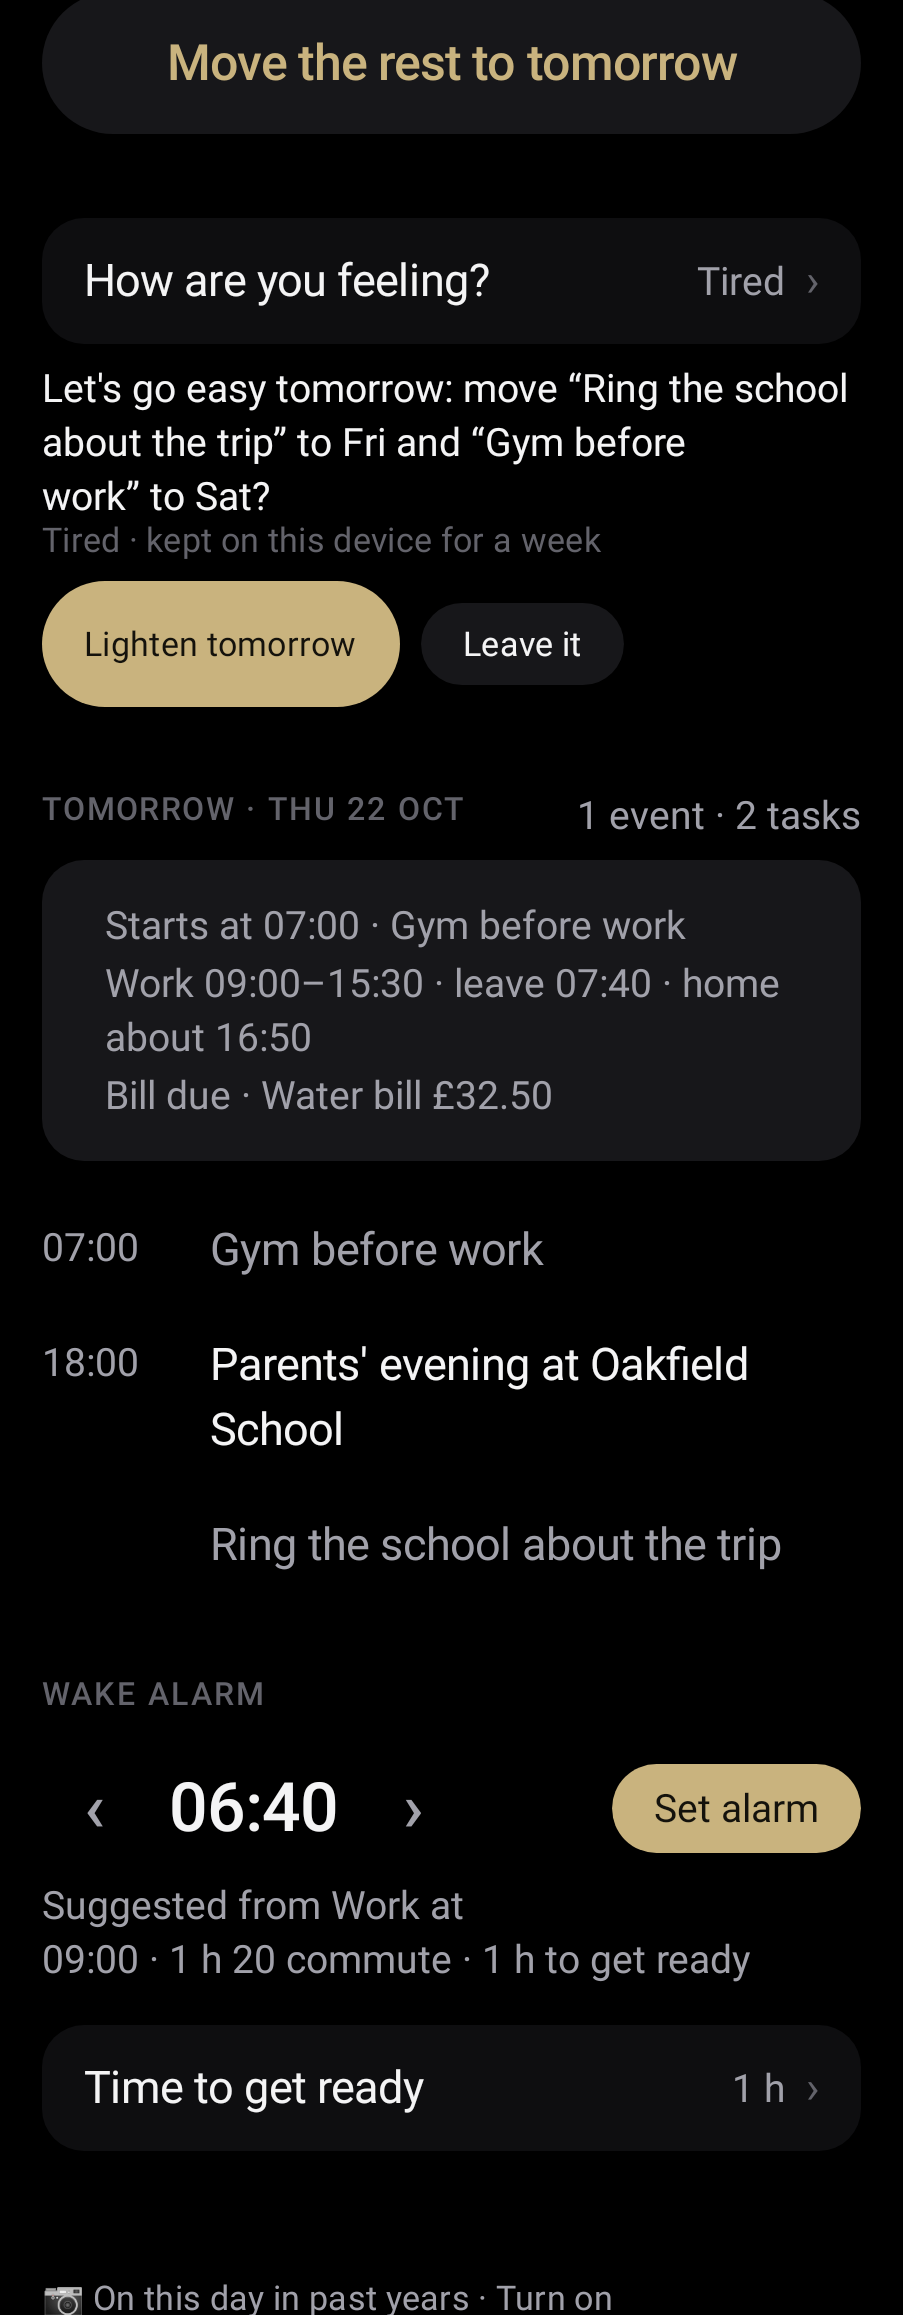 Move the rest to tomorrow
How are you feeling? Tired ›
Let's go easy tomorrow: move “Ring the school
about the trip” to Fri and “Gym before
work” to Sat?
Tired · kept on this device for a week
Lighten tomorrow Leave it
TOMORROW · THU 22 OCT 1 event · 2 tasks
Starts at 07:00 · Gym before work
Work 09:00–15:30 · leave 07:40 · home
about 16:50
Bill due · Water bill £32.50
07:00 Gym before work
18:00 Parents' evening at Oakfield
School
Ring the school about the trip
WAKE ALARM
‹ 06:40 › Set alarm
Suggested from Work at
09:00 · 1 h 20 commute · 1 h to get ready
Time to get ready 1 h ›
On this day in past years · Turn on